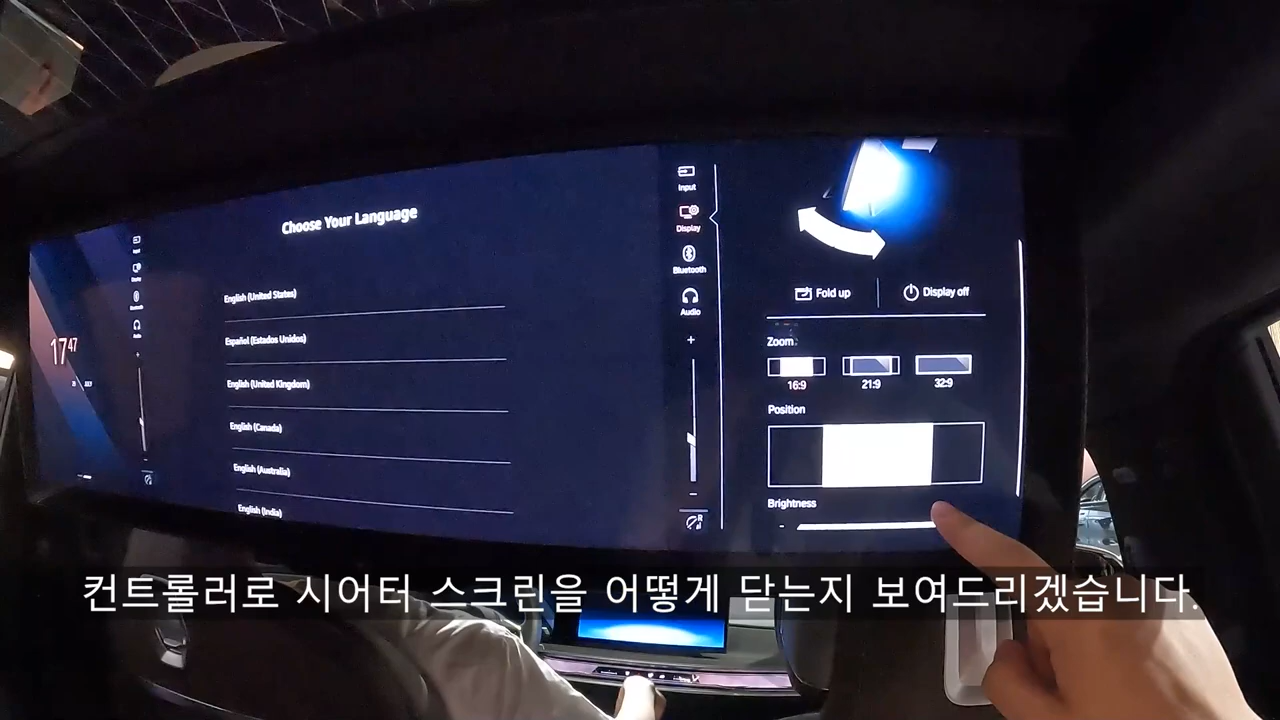 Choose Your Language
English (United States)
Español (Estados Unidos)
English (United Kingdom)
English (Canada)
English (Australia)
English (India)
17 47
Input
Display
Bluetooth
Audio
+
-
Fold up
Display off
Zoom
16:9
21:9
32:9
Position
Brightness
-
컨트롤러로 시어터 스크린을 어떻게 닫는지 보여드리겠습니다.